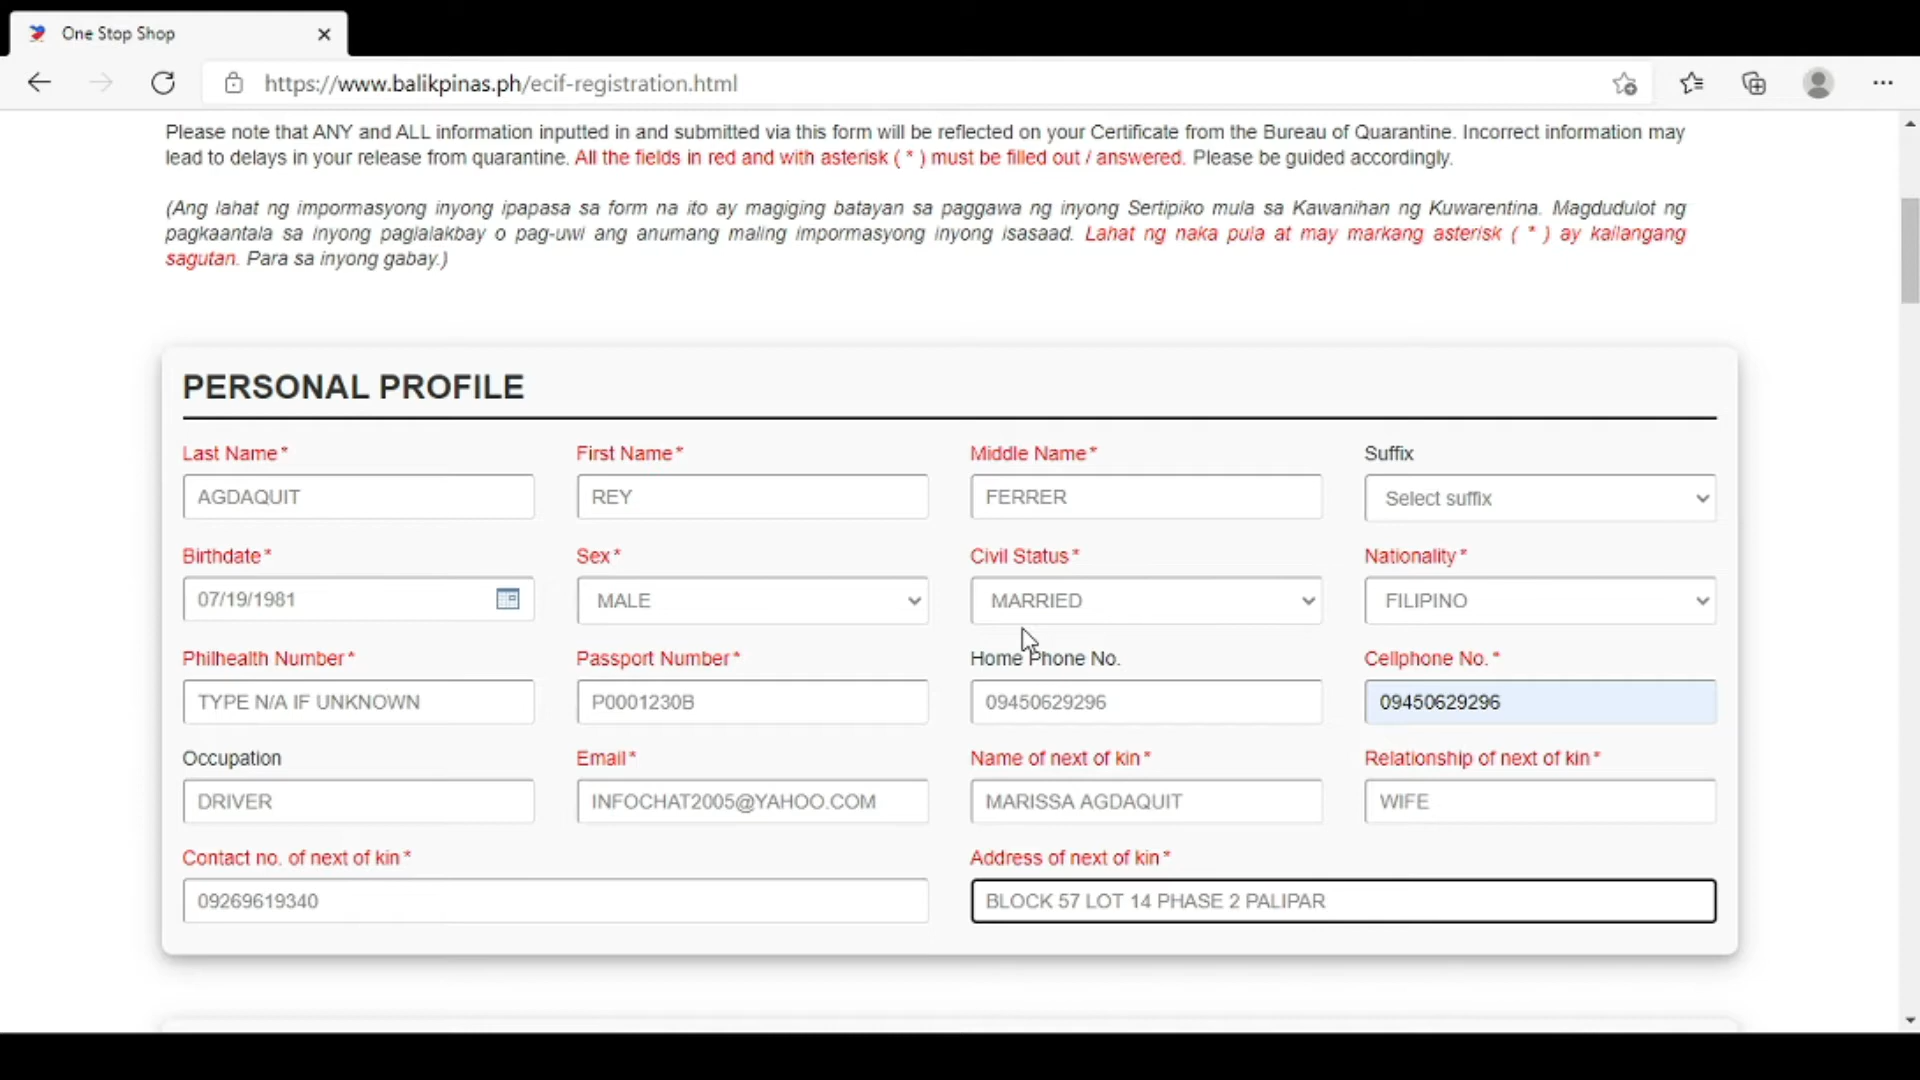 One Stop Shop
https://www.balikpinas.ph/ecif-registration.html
Please note that ANY and ALL information inputted in and submitted via this form will be reflected on your Certificate from the Bureau of Quarantine. Incorrect information may
lead to delays in your release from quarantine. All the fields in red and with asterisk ( * ) must be filled out / answered. Please be guided accordingly.
(Ang lahat ng impormasyong inyong ipapasa sa form na ito ay magiging batayan sa paggawa ng inyong Sertipiko mula sa Kawanihan ng Kuwarentina. Magdudulot ng
pagkaantala sa inyong paglalakbay o pag-uwi ang anumang maling impormasyong inyong isasaad. Lahat ng naka pula at may markang asterisk ( * ) ay kailangang
sagutan. Para sa inyong gabay.)
PERSONAL PROFILE
Last Name* First Name* Middle Name* Suffix
AGDAQUIT REY FERRER Select suffix
Birthdate* Sex* Civil Status* Nationality*
07/19/1981 MALE MARRIED FILIPINO
Philhealth Number* Passport Number* Home Phone No. Cellphone No. *
TYPE N/A IF UNKNOWN P0001230B 09450629296 09450629296
Occupation Email* Name of next of kin* Relationship of next of kin*
DRIVER INFOCHAT2005@YAHOO.COM MARISSA AGDAQUIT WIFE
Contact no. of next of kin* Address of next of kin*
09269619340 BLOCK 57 LOT 14 PHASE 2 PALIPAR